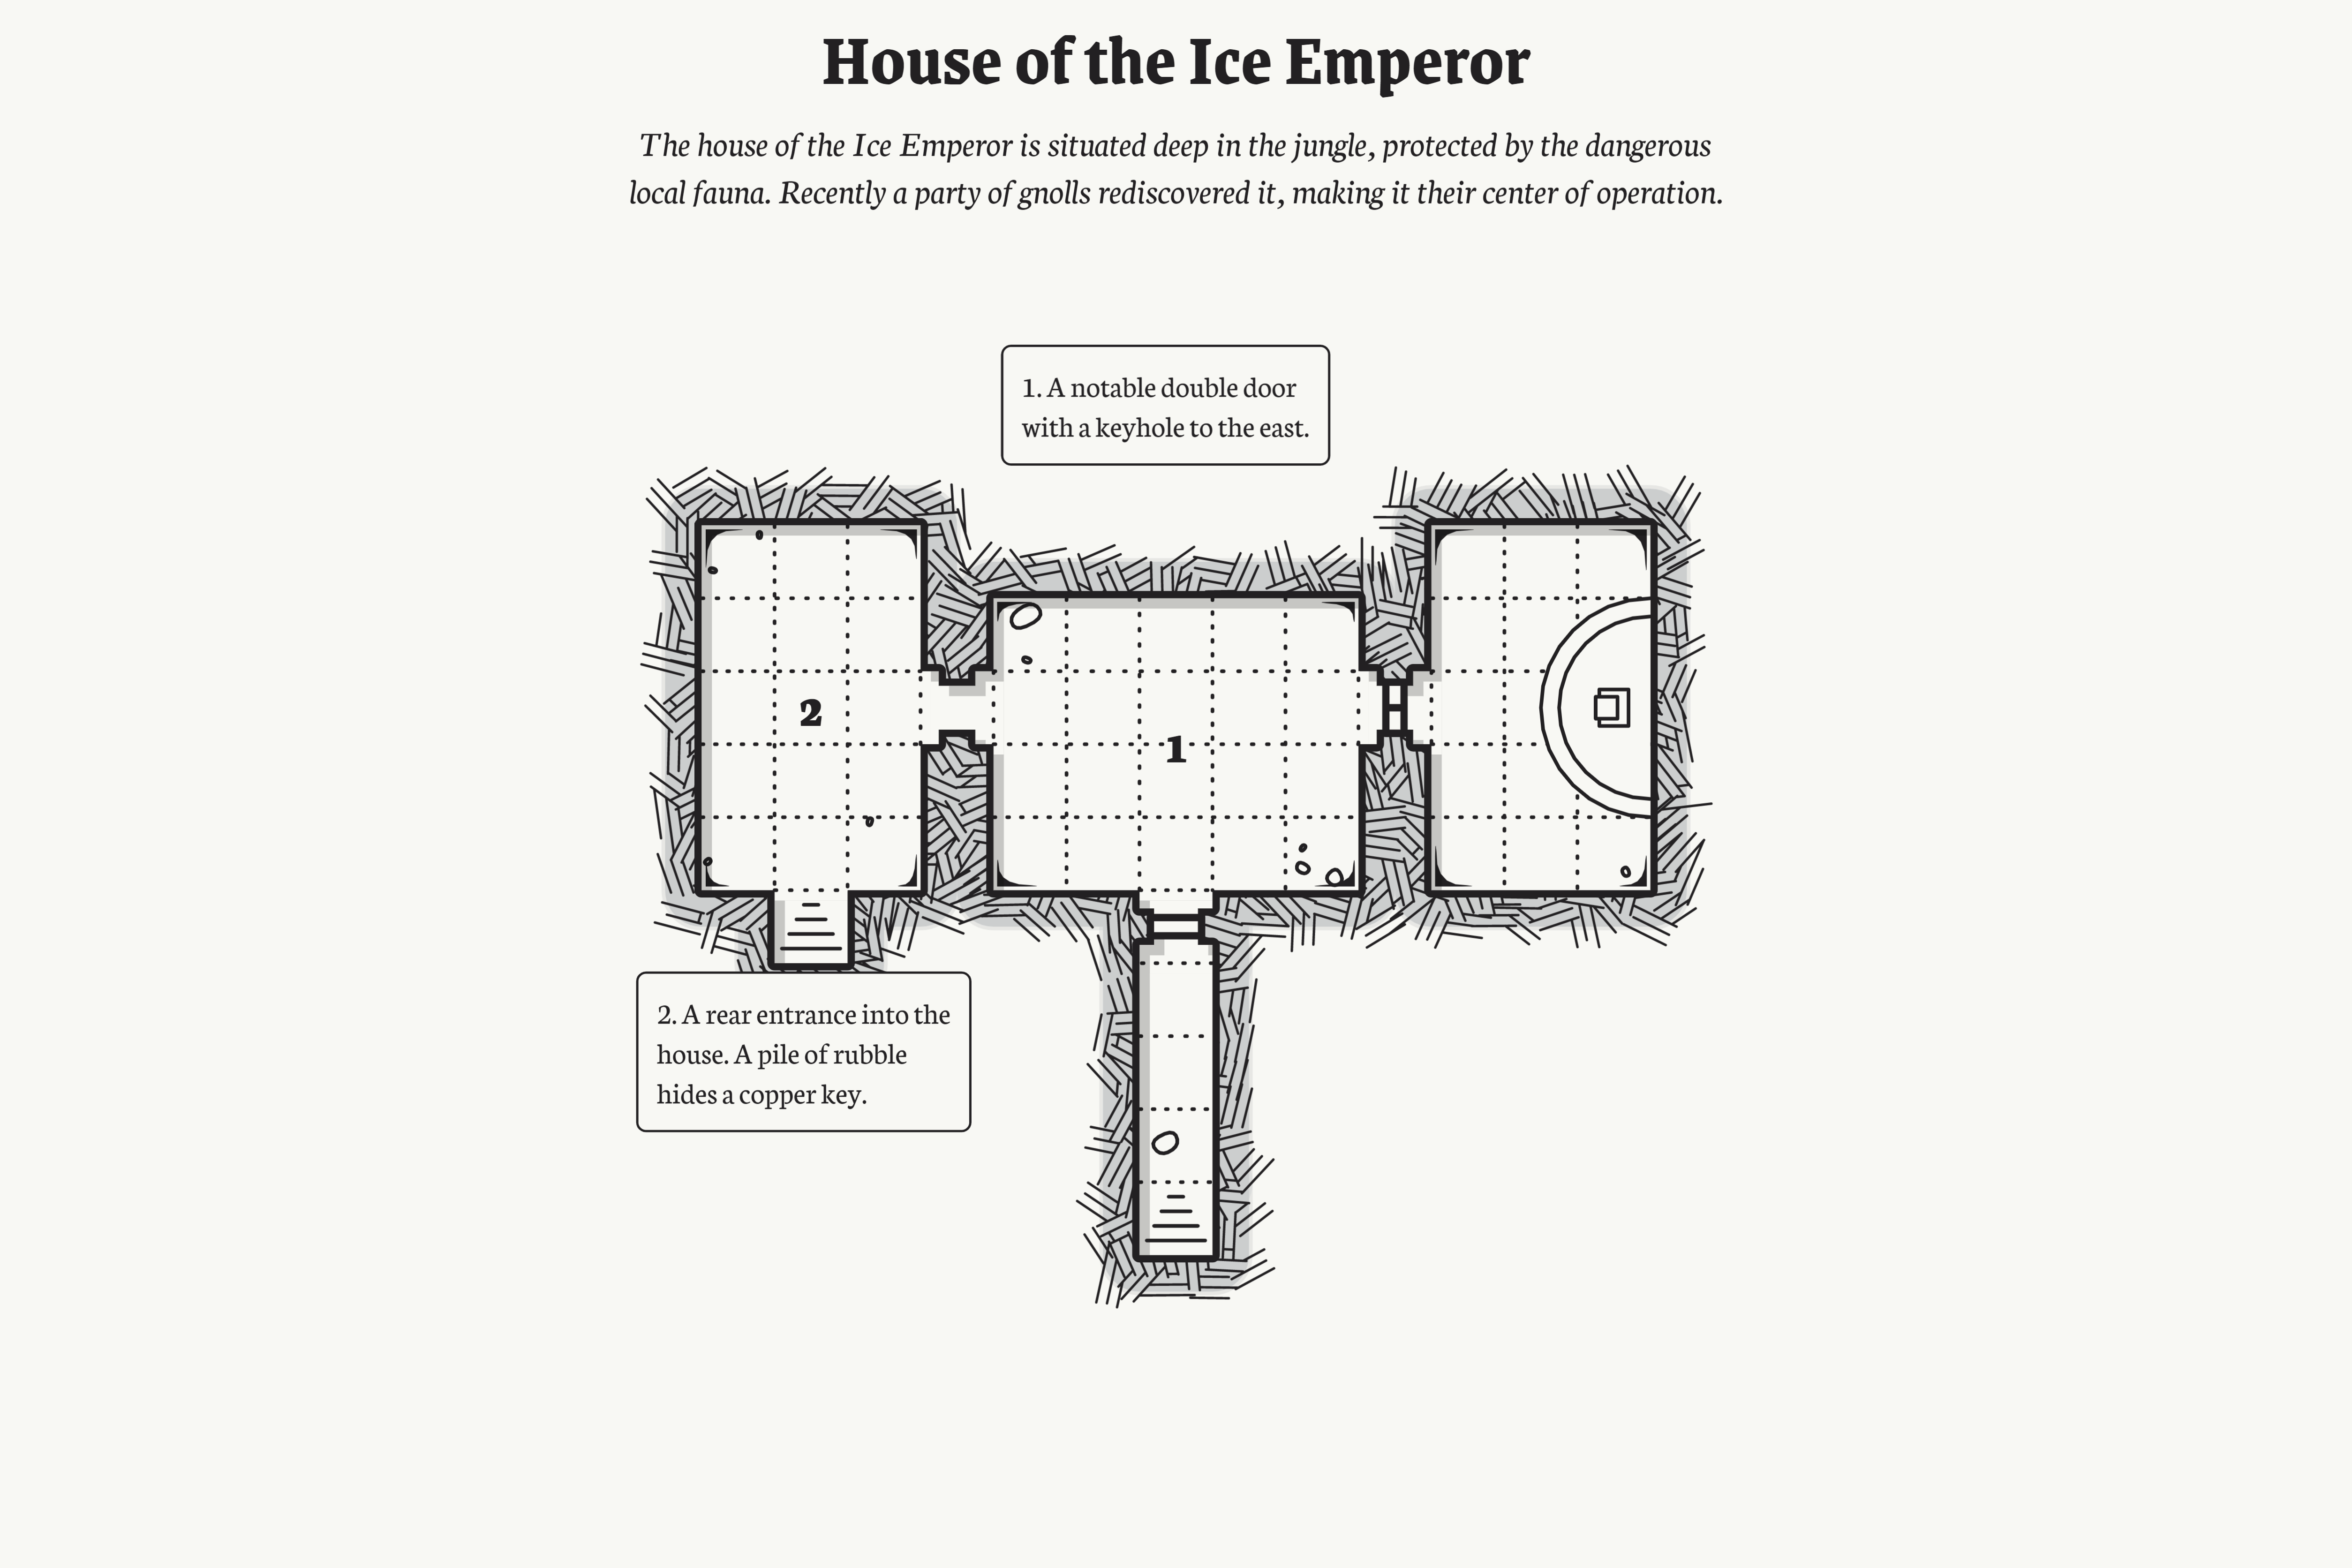 House of the Ice Emperor
The house of the Ice Emperor is situated deep in the jungle, protected by the dangerous
local fauna. Recently a party of gnolls rediscovered it, making it their center of operation.
1. A notable double door
with a keyhole to the east.
2
1
2. A rear entrance into the
house. A pile of rubble
hides a copper key.